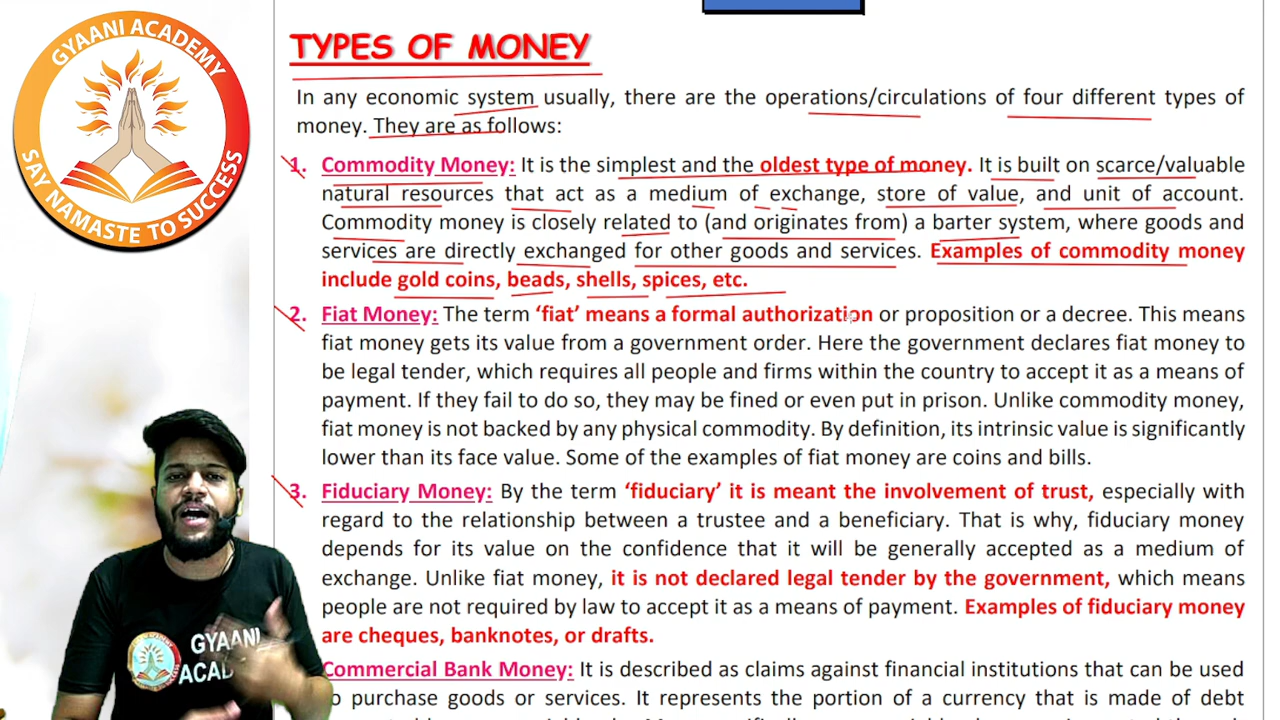 GYAANI ACADEMY
SAY NAMASTE TO SUCCESS
TYPES OF MONEY
In any economic system usually, there are the operations/circulations of four different types of
money. They are as follows:
1. Commodity Money: It is the simplest and the oldest type of money. It is built on scarce/valuable
natural resources that act as a medium of exchange, store of value, and unit of account.
Commodity money is closely related to (and originates from) a barter system, where goods and
services are directly exchanged for other goods and services. Examples of commodity money
include gold coins, beads, shells, spices, etc.
2. Fiat Money: The term ‘fiat’ means a formal authorization or proposition or a decree. This means
fiat money gets its value from a government order. Here the government declares fiat money to
be legal tender, which requires all people and firms within the country to accept it as a means of
payment. If they fail to do so, they may be fined or even put in prison. Unlike commodity money,
fiat money is not backed by any physical commodity. By definition, its intrinsic value is significantly
lower than its face value. Some of the examples of fiat money are coins and bills.
3. Fiduciary Money: By the term ‘fiduciary’ it is meant the involvement of trust, especially with
regard to the relationship between a trustee and a beneficiary. That is why, fiduciary money
depends for its value on the confidence that it will be generally accepted as a medium of
exchange. Unlike fiat money, it is not declared legal tender by the government, which means
people are not required by law to accept it as a means of payment. Examples of fiduciary money
are cheques, banknotes, or drafts.
Commercial Bank Money: It is described as claims against financial institutions that can be used
purchase goods or services. It represents the portion of a currency that is made of debt
GYAANI